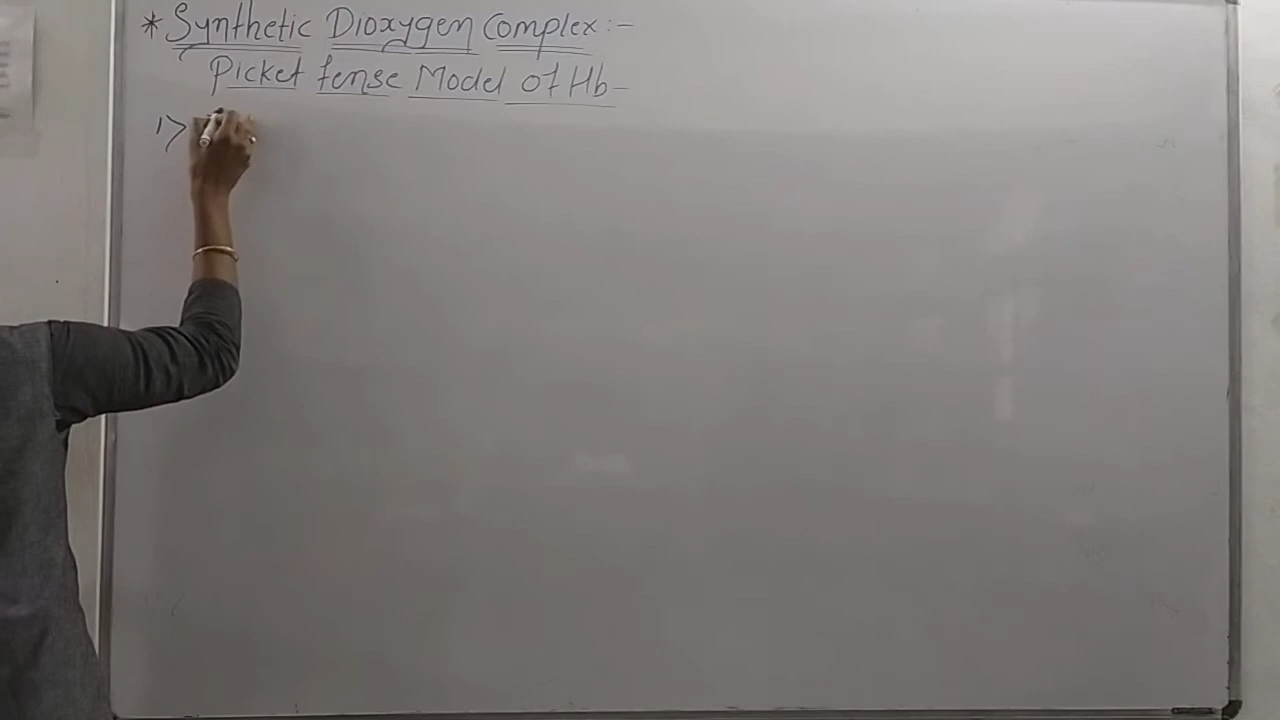 * Synthetic Dioxygen Complex:-
Picket fense Model of Hb-
1>